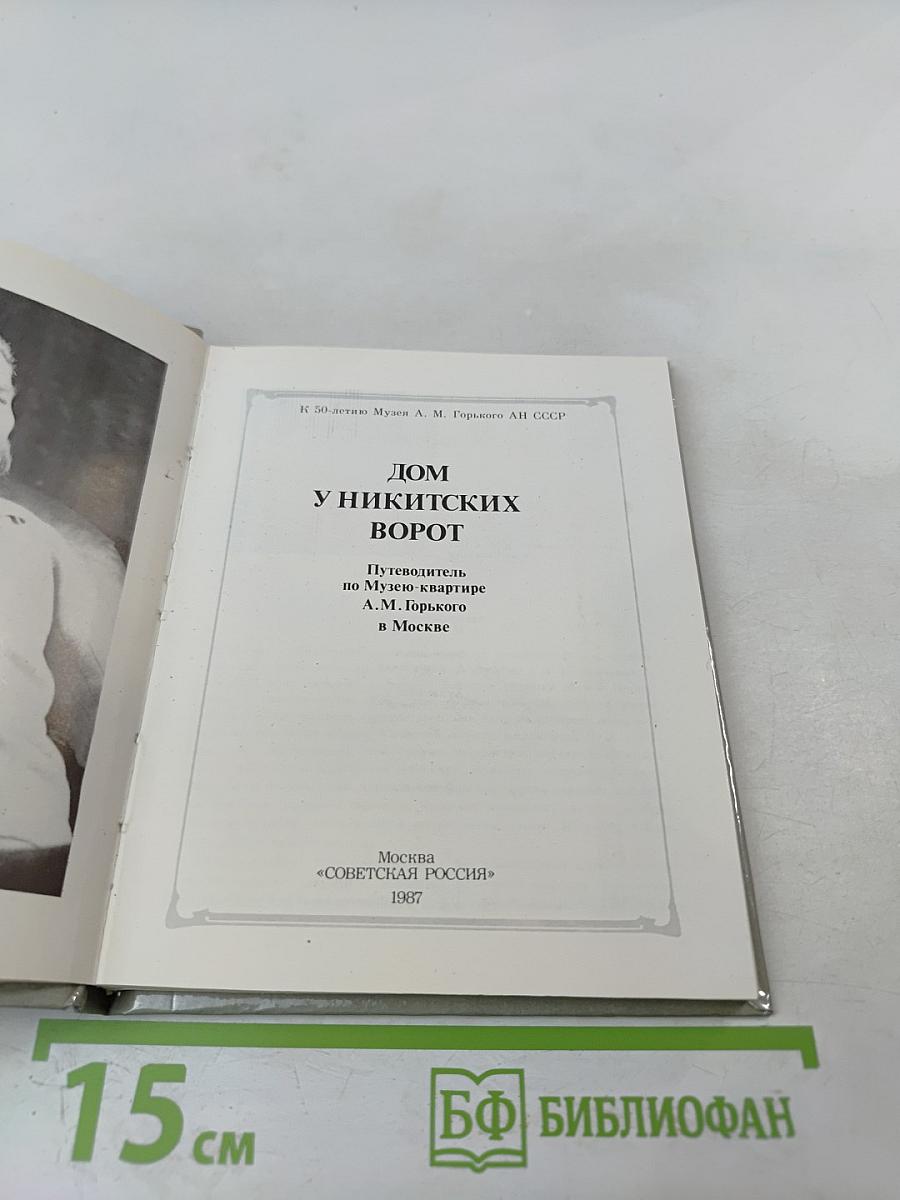 К 50-летию Музея А. М. Горького АН СССР
ДОМ
У НИКИТСКИХ
ВОРОТ
Путеводитель
по Музею-квартире
А.М.Горького
в Москве
Москва
«СОВЕТСКАЯ РОССИЯ»
1987
15 см
БФ БИБЛИОФАН